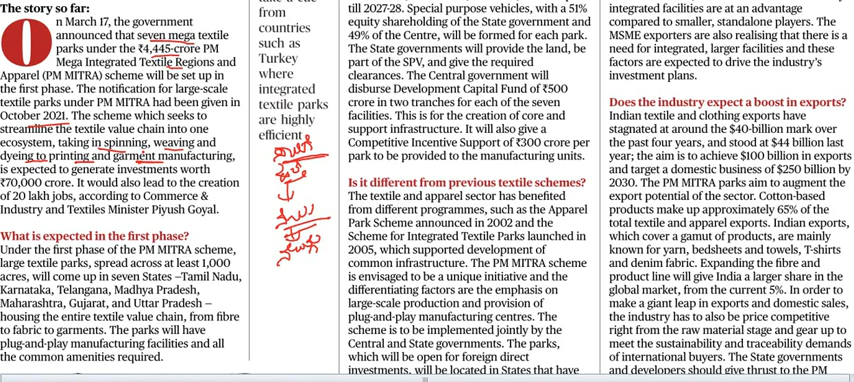 The story so far:
On March 17, the government
announced that seven mega textile
parks under the ₹4,445-crore PM
Mega Integrated Textile Regions and
Apparel (PM MITRA) scheme will be set up in
the first phase. The notification for large-scale
textile parks under PM MITRA had been given in
October 2021. The scheme which seeks to
streamline the textile value chain into one
ecosystem, taking in spinning, weaving and
dyeing to printing and garment manufacturing,
is expected to generate investments worth
₹70,000 crore. It would also lead to the creation
of 20 lakh jobs, according to Commerce &
Industry and Textiles Minister Piyush Goyal.
What is expected in the first phase?
Under the first phase of the PM MITRA scheme,
large textile parks, spread across at least 1,000
acres, will come up in seven States –Tamil Nadu,
Karnataka, Telangana, Madhya Pradesh,
Maharashtra, Gujarat, and Uttar Pradesh –
housing the entire textile value chain, from fibre
to fabric to garments. The parks will have
plug-and-play manufacturing facilities and all
the common amenities required.
from
countries
such as
Turkey
where
integrated
textile parks
are highly
efficient
till 2027-28. Special purpose vehicles, with a 51%
equity shareholding of the State government and
49% of the Centre, will be formed for each park.
The State governments will provide the land, be
part of the SPV, and give the required
clearances. The Central government will
disburse Development Capital Fund of ₹500
crore in two tranches for each of the seven
facilities. This is for the creation of core and
support infrastructure. It will also give a
Competitive Incentive Support of ₹300 crore per
park to be provided to the manufacturing units.
Is it different from previous textile schemes?
The textile and apparel sector has benefited
from different programmes, such as the Apparel
Park Scheme announced in 2002 and the
Scheme for Integrated Textile Parks launched in
2005, which supported development of
common infrastructure. The PM MITRA scheme
is envisaged to be a unique initiative and the
differentiating factors are the emphasis on
large-scale production and provision of
plug-and-play manufacturing centres. The
scheme is to be implemented jointly by the
Central and State governments. The parks,
which will be open for foreign direct
investments, will be located in States that have
integrated facilities are at an advantage
compared to smaller, standalone players. The
MSME exporters are also realising that there is a
need for integrated, larger facilities and these
factors are expected to drive the industry's
investment plans.
Does the industry expect a boost in exports?
Indian textile and clothing exports have
stagnated at around the $40-billion mark over
the past four years, and stood at $44 billion last
year; the aim is to achieve $100 billion in exports
and target a domestic business of $250 billion by
2030. The PM MITRA parks aim to augment the
export potential of the sector. Cotton-based
products make up approximately 65% of the
total textile and apparel exports. Indian exports,
which cover a gamut of products, are mainly
known for yarn, bedsheets and towels, T-shirts
and denim fabric. Expanding the fibre and
product line will give India a larger share in the
global market, from the current 5%. In order to
make a giant leap in exports and domestic sales,
the industry has to also be price competitive
right from the raw material stage and gear up to
meet the sustainability and traceability demands
of international buyers. The State governments
and developers should give thrust to the PM